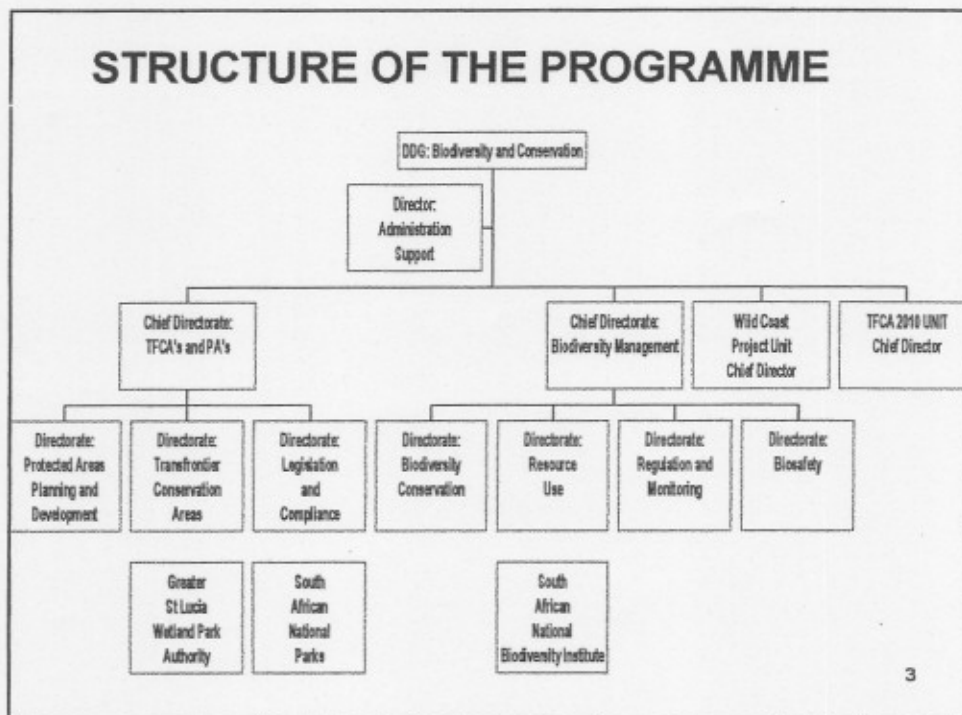 STRUCTURE OF THE PROGRAMME
DDG: Biodiversity and Conservation
Director:
Administration
Support
Chief Directorate:
TFCA's and PA's
Chief Directorate:
Biodiversity Management
Wild Coast
Project Unit
Chief Director
TFCA 2010 UNIT
Chief Director
Directorate:
Protected Areas
Planning and
Development
Directorate:
Transfrontier
Conservation
Areas
Directorate:
Legislation
and
Compliance
Directorate:
Biodiversity
Conservation
Directorate:
Resource
Use
Directorate:
Regulation and
Monitoring
Directorate:
Biosafety
Greater
St Lucia
Wetland Park
Authority
South
African
National
Parks
South
African
National
Biodiversity Institute
3